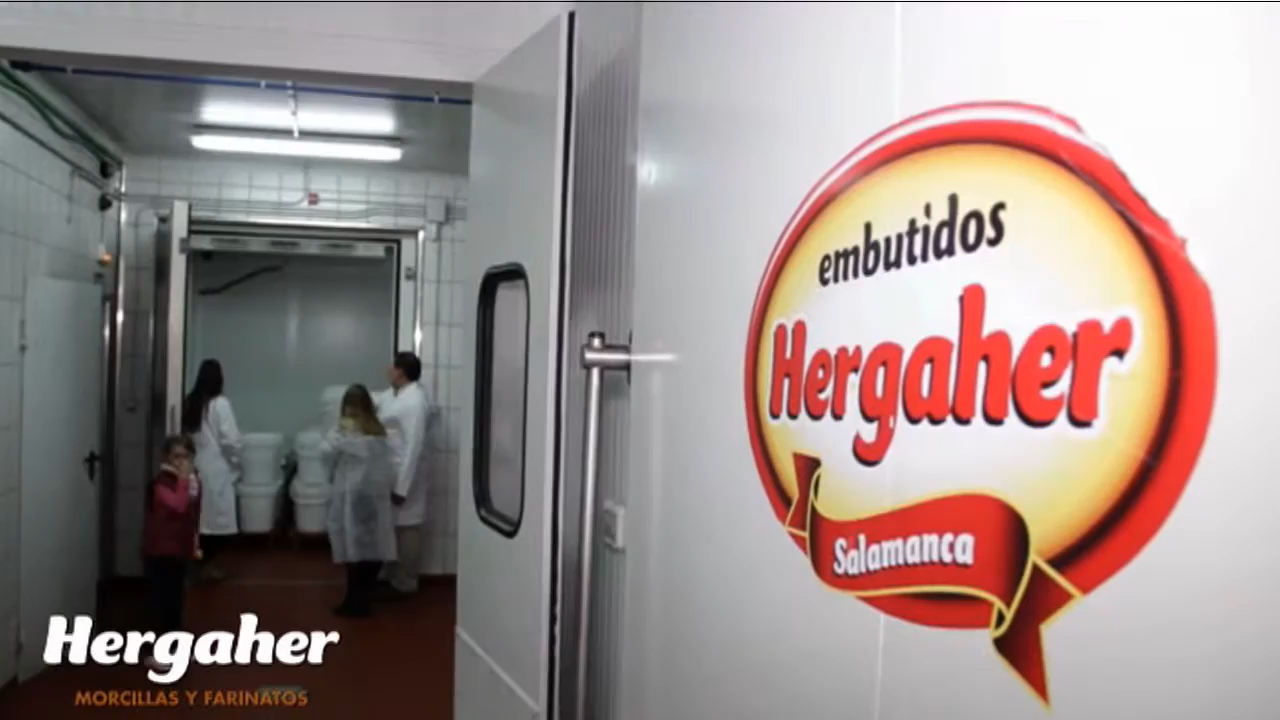 embutidos
Hergaher
Salamanca
Hergaher
MORCILLAS Y FARINATOS